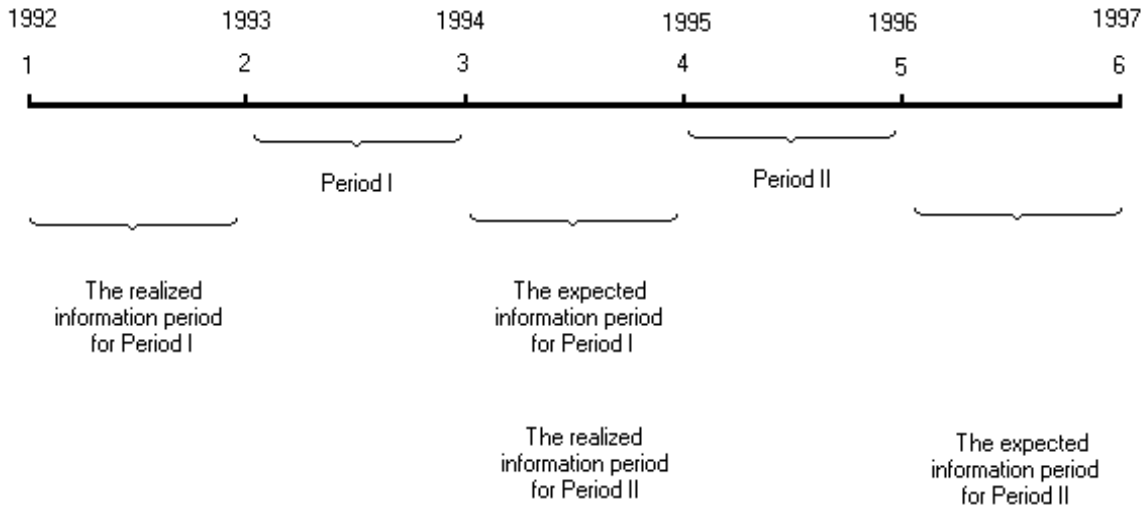 1992 1993 1994 1995 1996 1997
1 2 3 4 5 6
Period I Period II
The realized
information period
for Period I
The expected
information period
for Period I
The realized
information period
for Period II
The expected
information period
for Period II